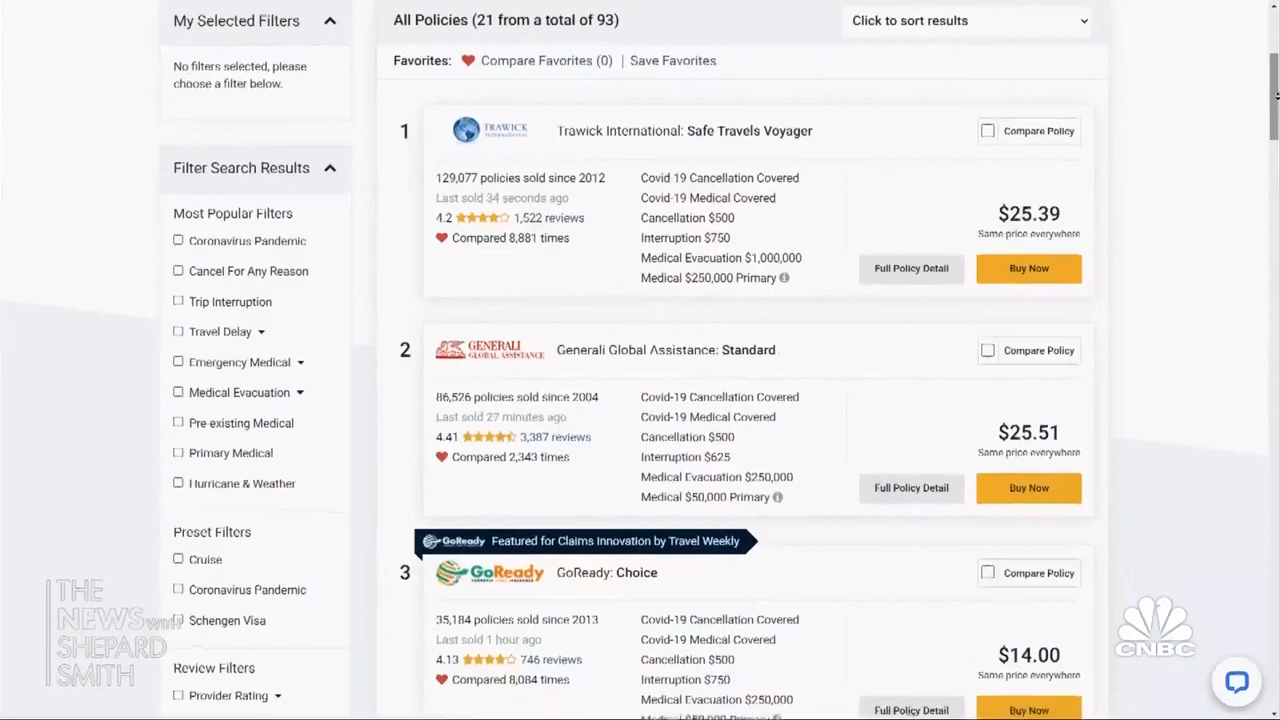 My Selected Filters
No filters selected, please
choose a filter below.
Filter Search Results
Most Popular Filters
Coronavirus Pandemic
Cancel For Any Reason
Trip Interruption
Travel Delay
Emergency Medical
Medical Evacuation
Pre existing Medical
Primary Medical
Hurricane & Weather
Preset Filters
Cruise
Coronavirus Pandemic
Schengen Visa
Review Filters
Provider Rating
All Policies (21 from a total of 93)
Click to sort results
Favorites: Compare Favorites (0) | Save Favorites
1
TRAWICK
INTERNATIONAL
Trawick International: Safe Travels Voyager
Compare Policy
129,077 policies sold since 2012
Last sold 34 seconds ago
4.2 1,522 reviews
Compared 8,881 times
Covid 19 Cancellation Covered
Covid-19 Medical Covered
Cancellation $500
Interruption $750
Medical Evacuation $1,000,000
Medical $250,000 Primary
$25.39
Same price everywhere
Full Policy Detail
Buy Now
2
GENERALI
GLOBAL ASSISTANCE
Generali Global Assistance: Standard
Compare Policy
86,526 policies sold since 2004
Last sold 27 minutes ago
4.41 3,387 reviews
Compared 2,343 times
Covid-19 Cancellation Covered
Covid-19 Medical Covered
Cancellation $500
Interruption $625
Medical Evacuation $250,000
Medical $50,000 Primary
$25.51
Same price everywhere
Full Policy Detail
Buy Now
GoReady Featured for Claims Innovation by Travel Weekly
3
GoReady
GoReady: Choice
Compare Policy
35,184 policies sold since 2013
Last sold 1 hour ago
4.13 746 reviews
Compared 8,084 times
Covid-19 Cancellation Covered
Covid-19 Medical Covered
Cancellation $500
Interruption $750
Medical Evacuation $250,000
$14.00
Same price everywhere
Full Policy Detail
Buy Now
THE
NEWS with
SHEPARD
SMITH
CNBC